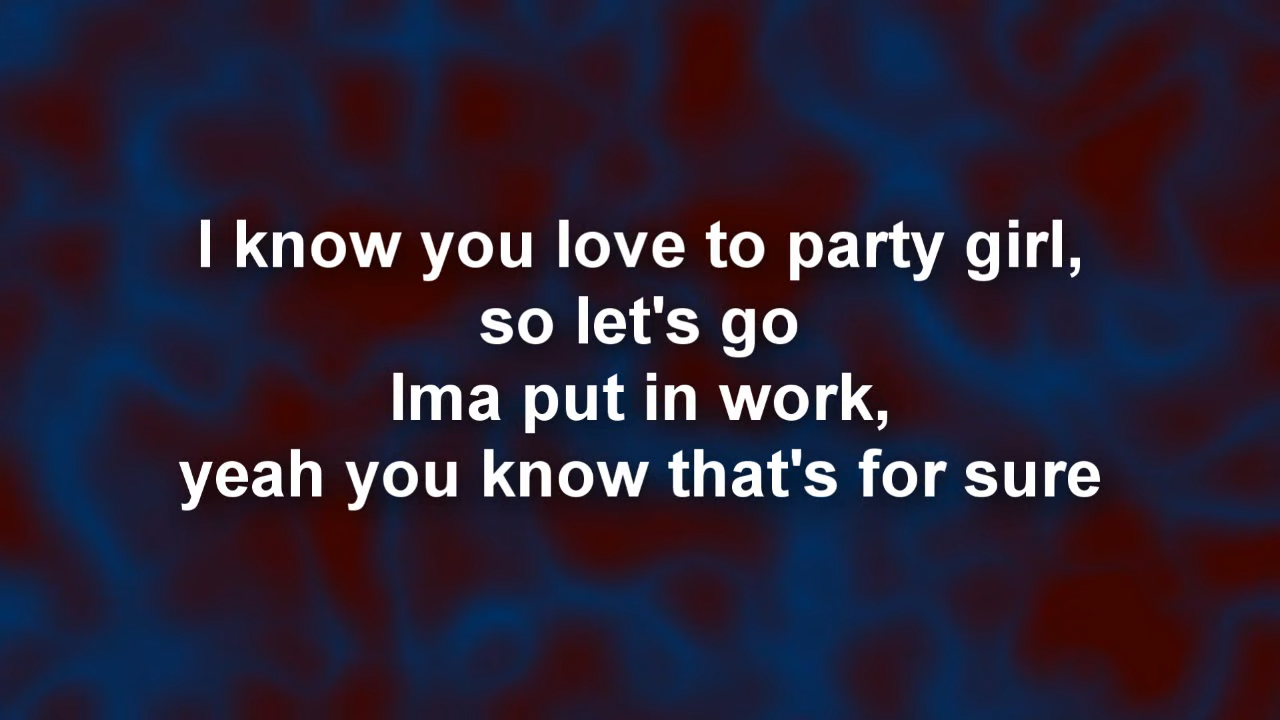 I know you love to party girl,
so let's go
Ima put in work,
yeah you know that's for sure